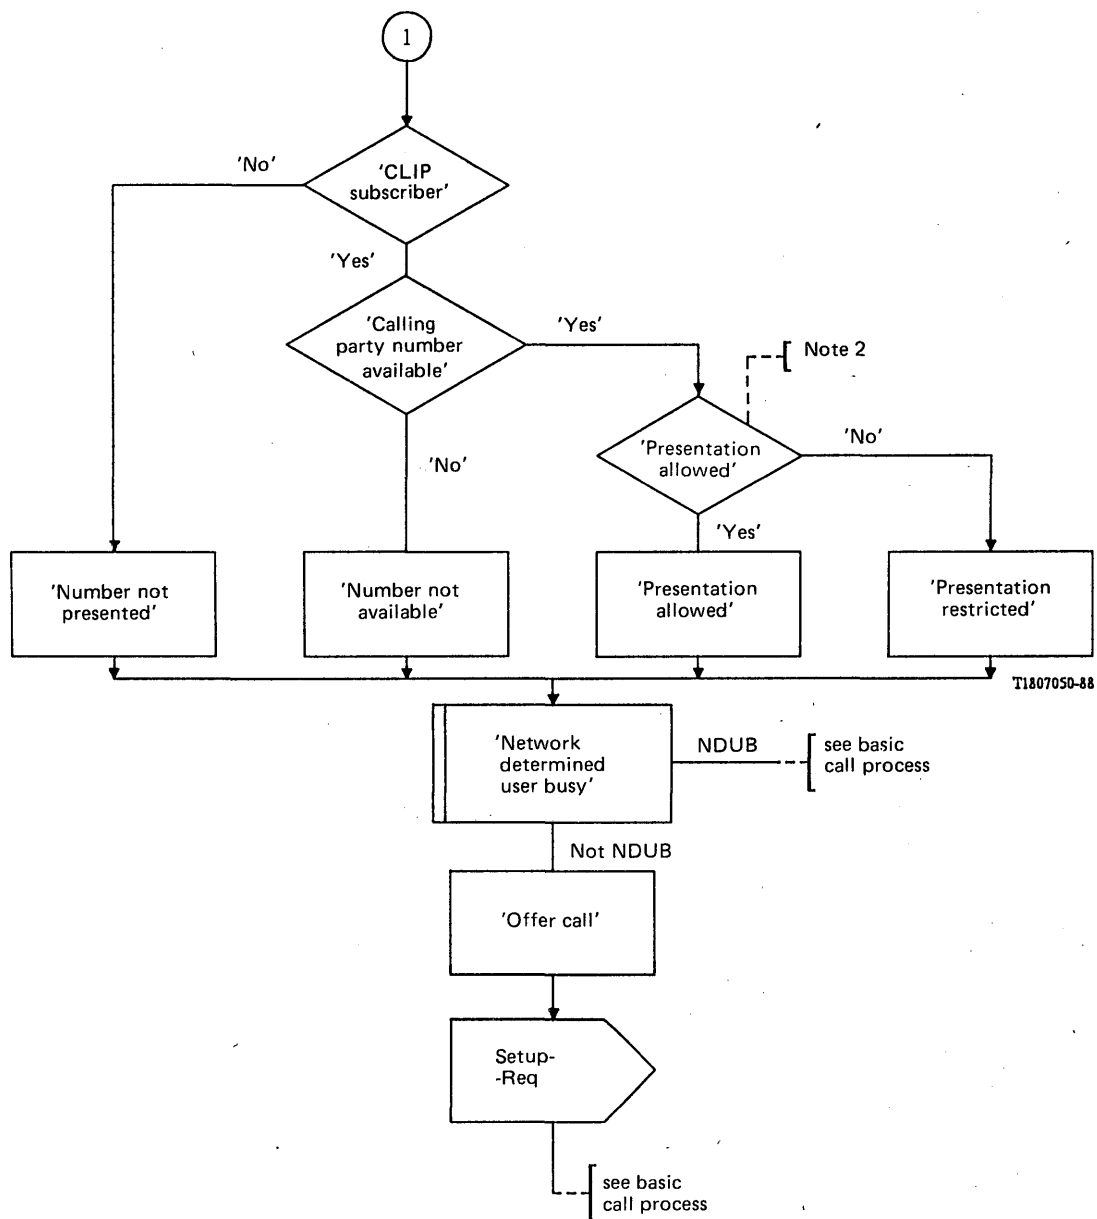 1
'No'
'CLIP
subscriber'
'Yes'
'Calling
party number
available'
'Yes'
Note 2
'Presentation
allowed'
'No'
'No'
'Yes'
'Number not
presented'
'Number not
available'
'Presentation
allowed'
'Presentation
restricted'
T1807050-88
'Network
determined
user busy'
NDUB
see basic
call process
Not NDUB
'Offer call'
Setup-
-Req
see basic
call process